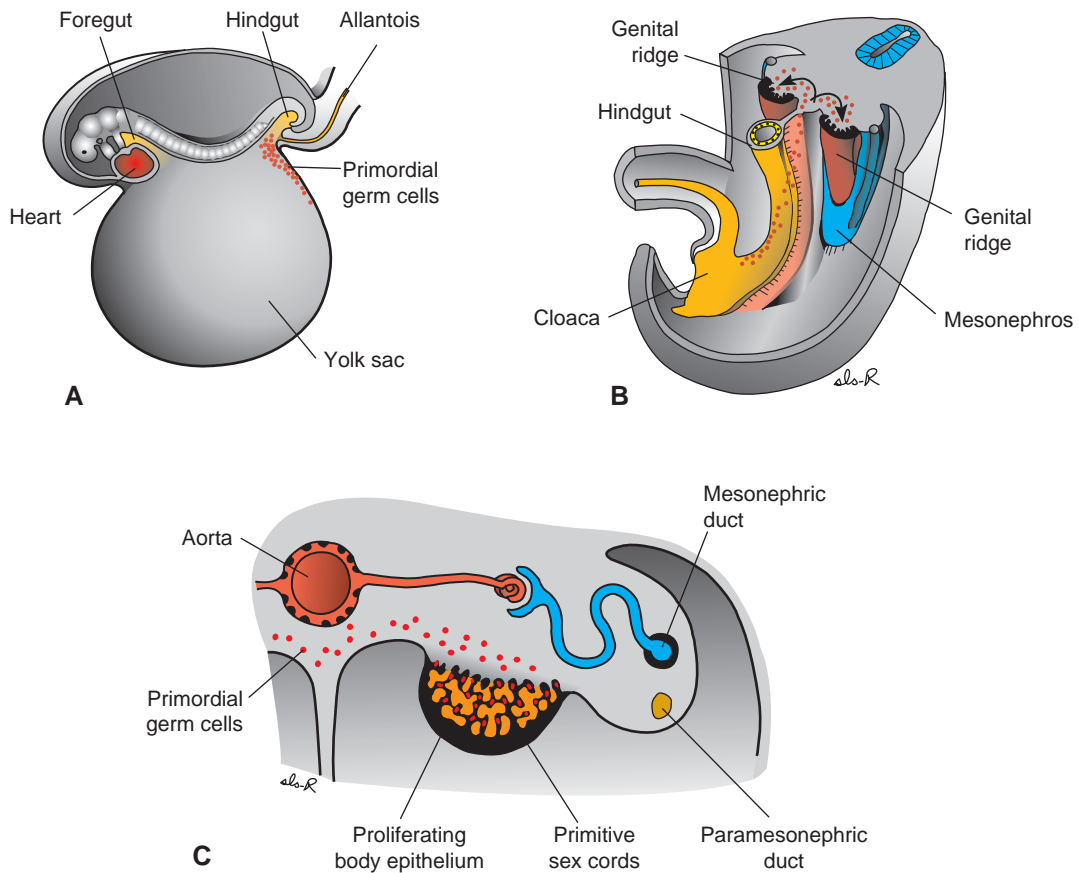 Foregut
Hindgut
Allantois
Primordial
germ cells
Heart
Yolk sac
A
Genital
ridge
Hindgut
Genital
ridge
Cloaca
Mesonephros
sls-R
B
Mesonephric
duct
Aorta
Primordial
germ cells
sls-R
Proliferating
body epithelium
Primitive
sex cords
Paramesonephric
duct
C